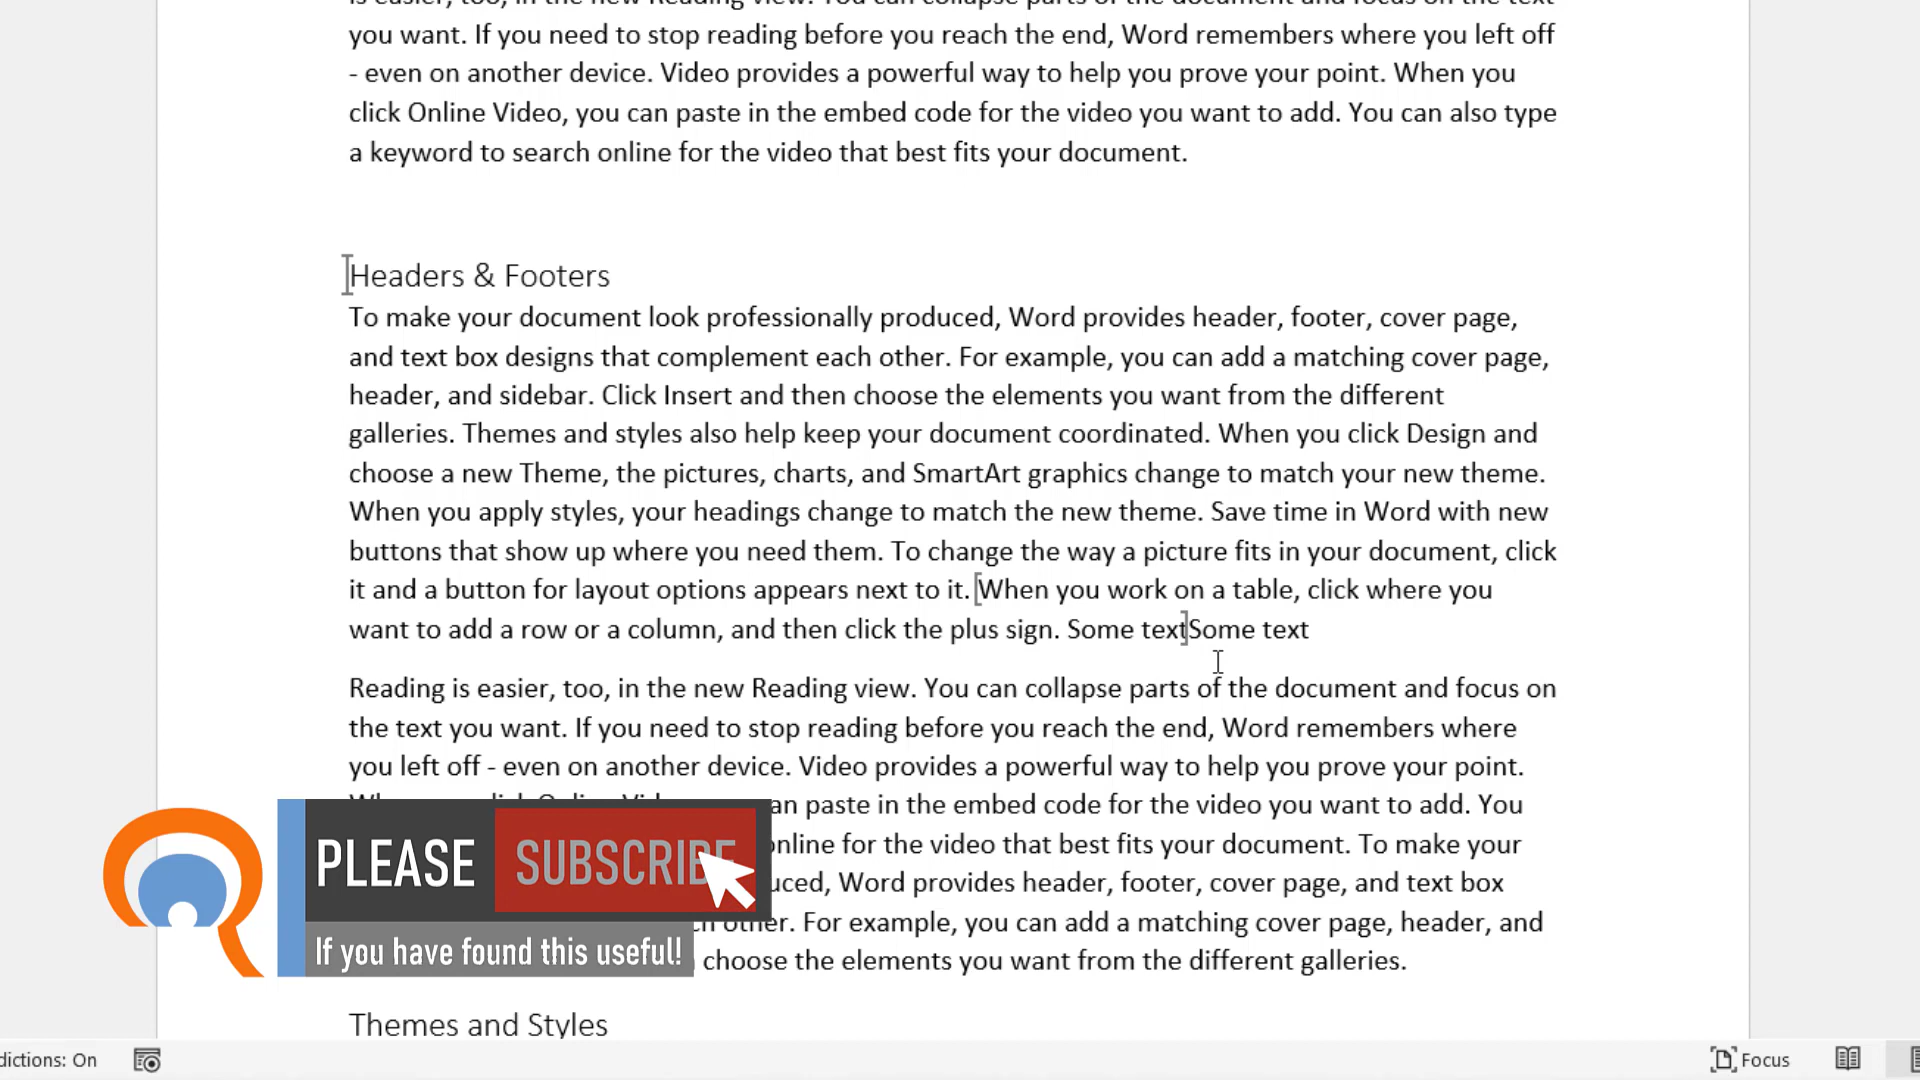 you want. If you need to stop reading before you reach the end, Word remembers where you left off
- even on another device. Video provides a powerful way to help you prove your point. When you
click Online Video, you can paste in the embed code for the video you want to add. You can also type
a keyword to search online for the video that best fits your document.
Headers & Footers
To make your document look professionally produced, Word provides header, footer, cover page,
and text box designs that complement each other. For example, you can add a matching cover page,
header, and sidebar. Click Insert and then choose the elements you want from the different
galleries. Themes and styles also help keep your document coordinated. When you click Design and
choose a new Theme, the pictures, charts, and SmartArt graphics change to match your new theme.
When you apply styles, your headings change to match the new theme. Save time in Word with new
buttons that show up where you need them. To change the way a picture fits in your document, click
it and a button for layout options appears next to it. [When you work on a table, click where you
want to add a row or a column, and then click the plus sign. Some text]Some text
Reading is easier, too, in the new Reading view. You can collapse parts of the document and focus on
the text you want. If you need to stop reading before you reach the end, Word remembers where
you left off - even on another device. Video provides a powerful way to help you prove your point.
an paste in the embed code for the video you want to add. You
online for the video that best fits your document. To make your
uced, Word provides header, footer, cover page, and text box
other. For example, you can add a matching cover page, header, and
choose the elements you want from the different galleries.
PLEASE SUBSCRIBE
If you have found this useful!
Themes and Styles
dictions: On
Focus